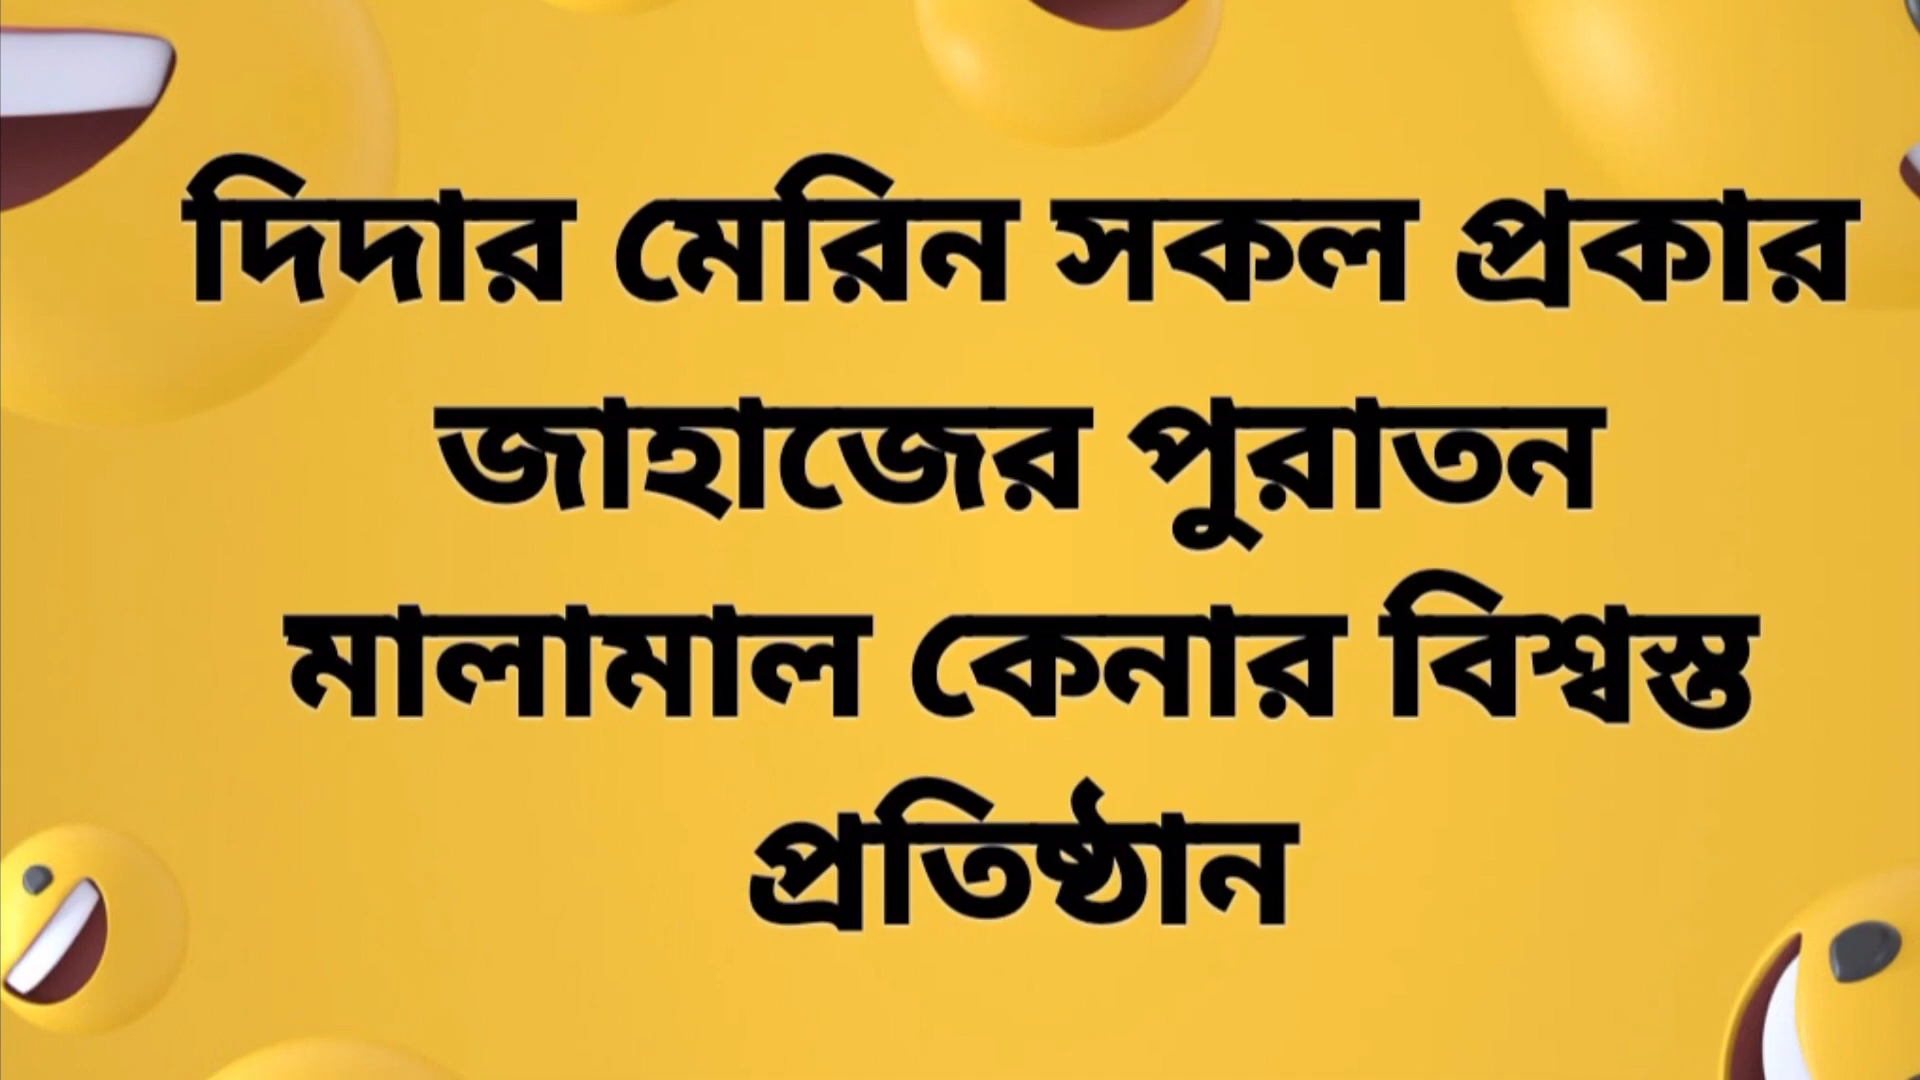 দিদার মেরিন সকল প্রকার
জাহাজের পুরাতন
মালামাল কেনার বিশ্বস্ত
প্রতিষ্ঠান